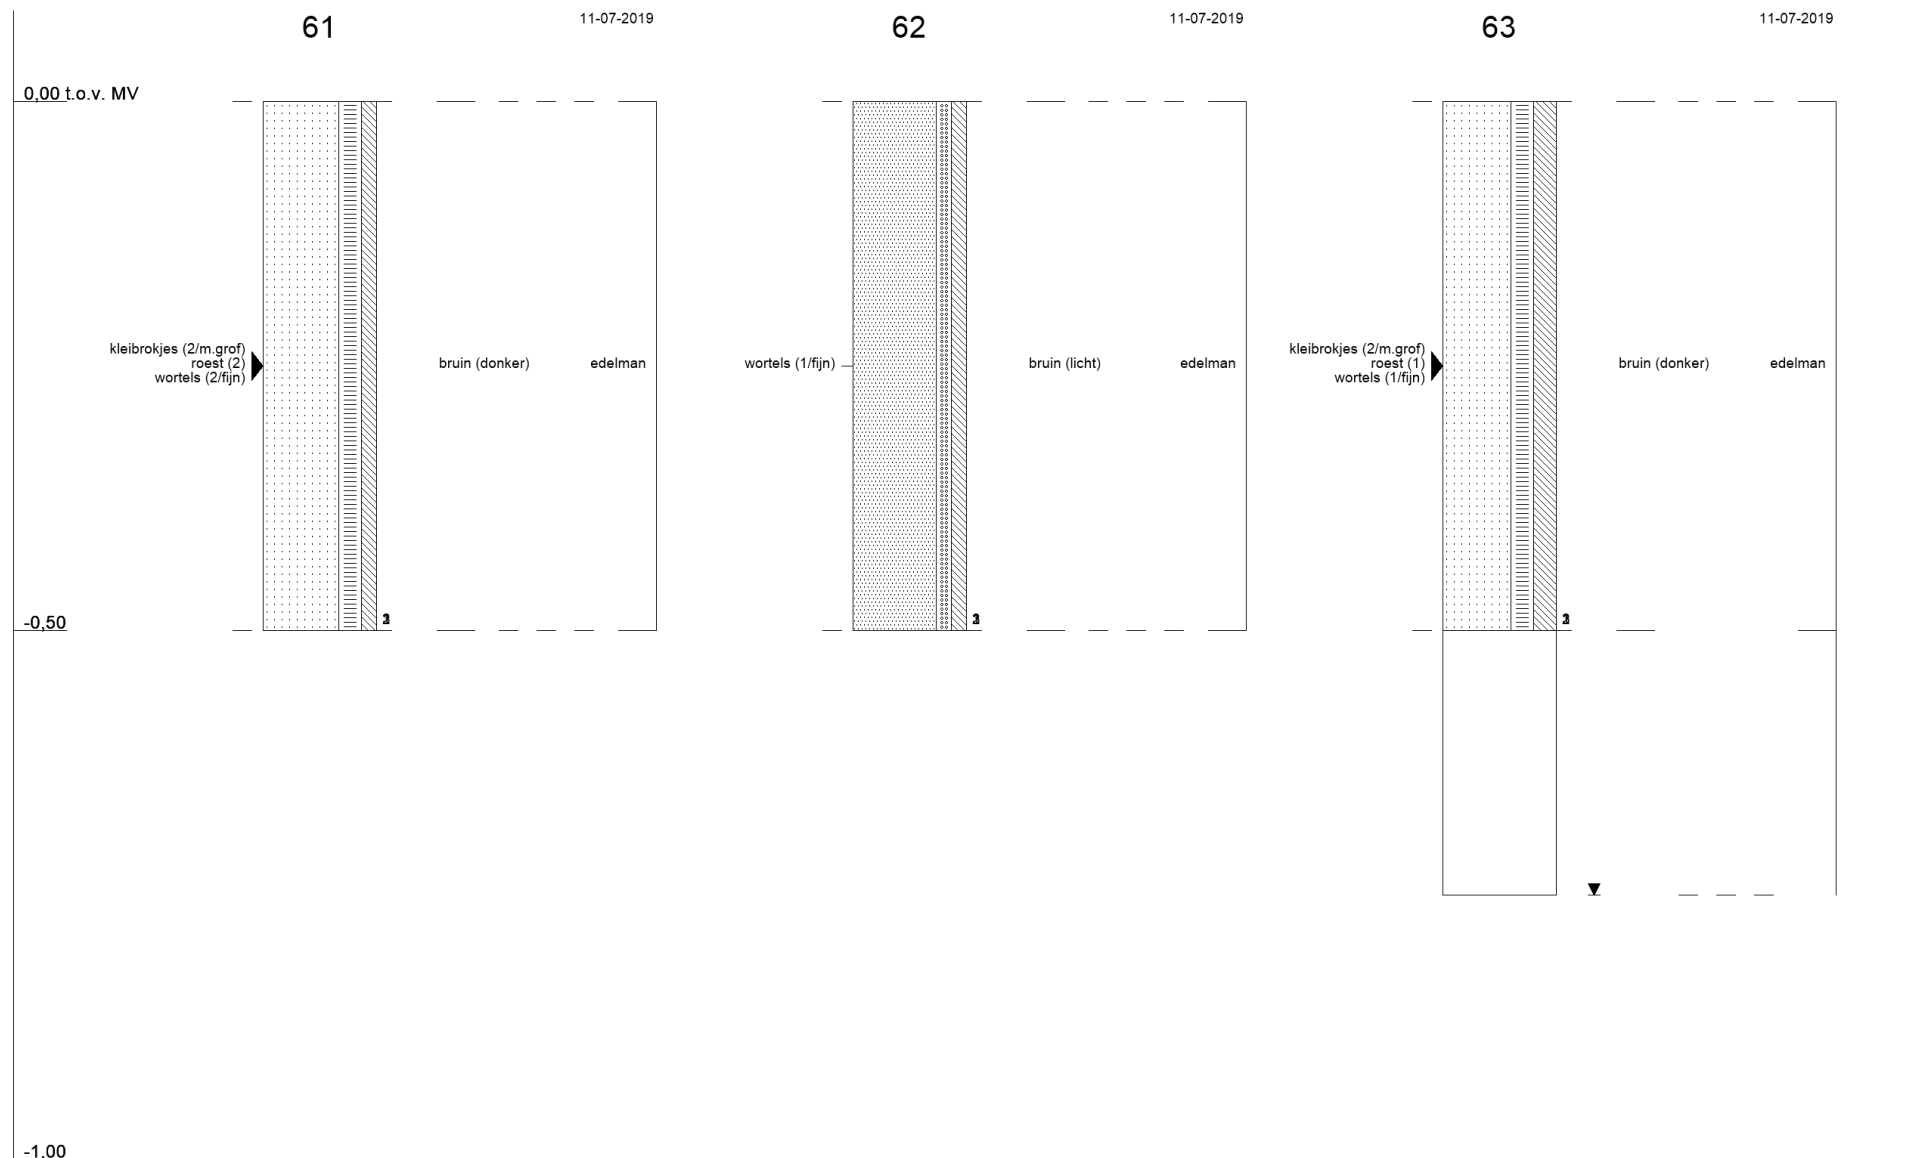 61
11-07-2019
62
11-07-2019
63
11-07-2019
0,00 t.o.v. MV
kleibrokjes (2/m.grof)
roest (2)
wortels (2/fijn)
bruin (donker)
edelman
wortels (1/fijn)
bruin (licht)
edelman
kleibrokjes (2/m.grof)
roest (1)
wortels (1/fijn)
bruin (donker)
edelman
-0,50
-1,00